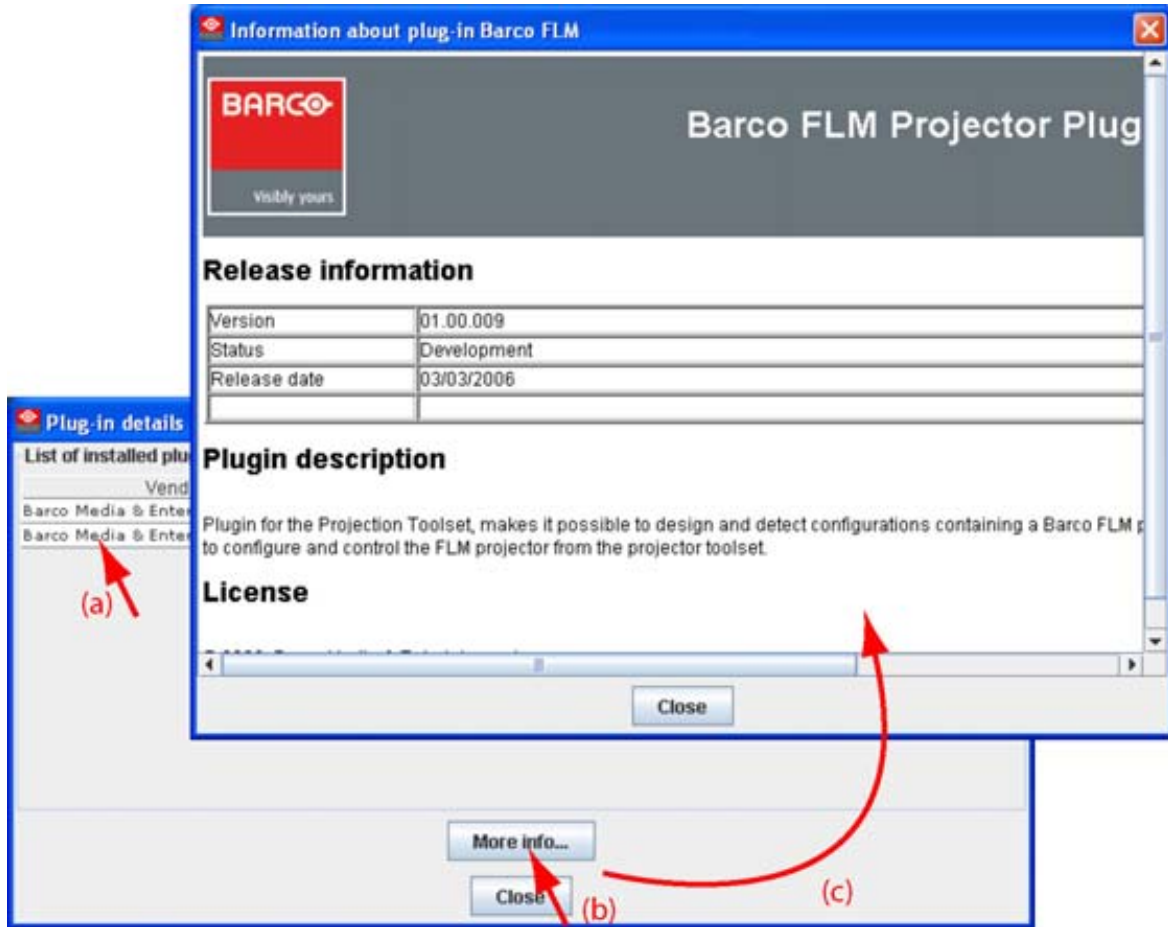 Information about plug-in Barco FLM
BARCO
Visibly yours
Barco FLM Projector Plug
Release information
Version 01.00.009
Status Development
Release date 03/03/2006
Plugin description
Plugin for the Projection Toolset, makes it possible to design and detect configurations containing a Barco FLM p
to configure and control the FLM projector from the projector toolset.
License
Close
Plug-in details
List of installed plu
Vend
Barco Media & Enter
Barco Media & Enter
(a)
More info...
Close
(b)
(c)